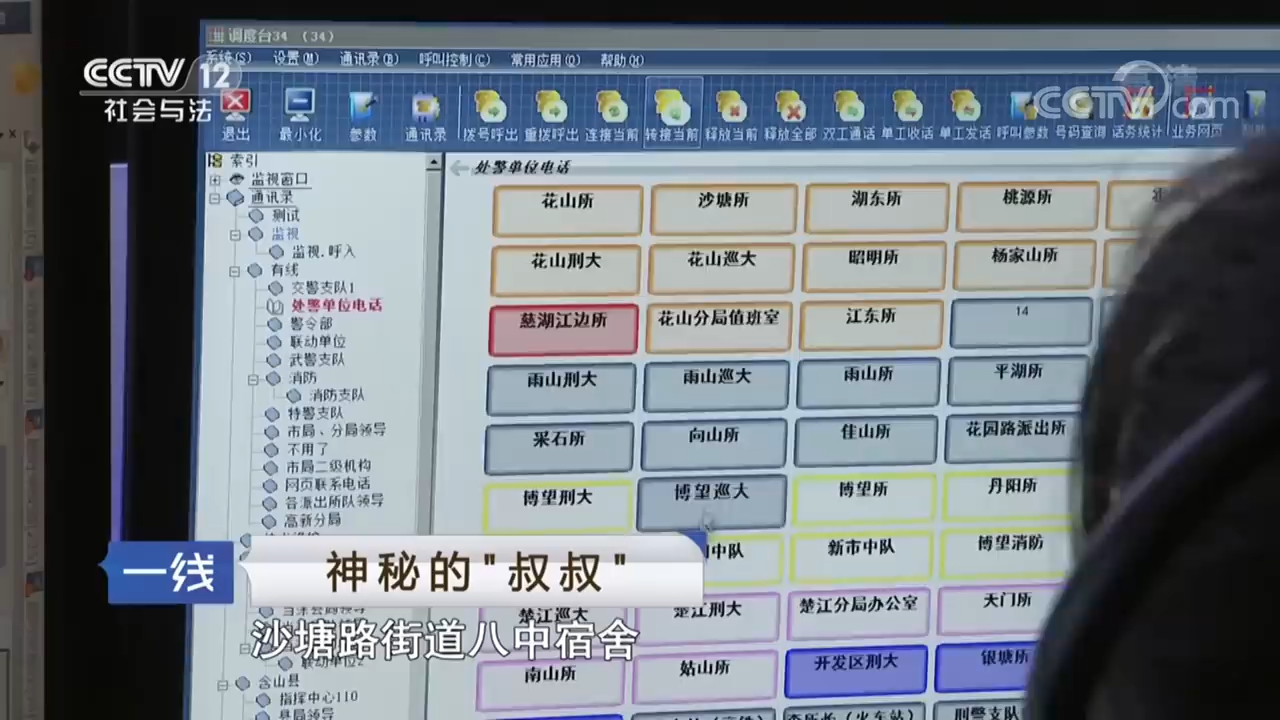 调度台34 (34)
系统(S) 设置(M) 通讯录(B) 呼叫控制(C) 常用应用(O) 帮助(H)
CCTV 12
社会与法
CCTV.com
退出 最小化 参数 通讯录 拨号呼出 重拨呼出 连接当前 转接当前 释放当前 释放全部 双工通话 单工收话 单工发话 呼叫参数 号码查询 话务统计 业务网页
索引
监视窗口
通讯录
测试
监视
监视.呼入
有线
交警支队1
处警单位电话
警令部
联动单位
武警支队
消防
消防支队
特警支队
市局、分局领导
不用了
市局二级机构
网页联系电话
各派出所队领导
高新分局
含山县
指挥中心110
县局领导
处警单位电话
花山所 沙塘所 湖东所 桃源所
花山刑大 花山巡大 昭明所 杨家山所
慈湖江边所 花山分局值班室 江东所 14
雨山刑大 雨山巡大 雨山所 平湖所
采石所 向山所 佳山所 花园路派出所
博望刑大 博望巡大 博望所 丹阳所
中队 新市中队 博望消防
楚江巡大 楚江刑大 楚江分局办公室 天门所
南山所 姑山所 开发区刑大 银塘所
刑警支队
一线 神秘的"叔叔"
沙塘路街道八中宿舍